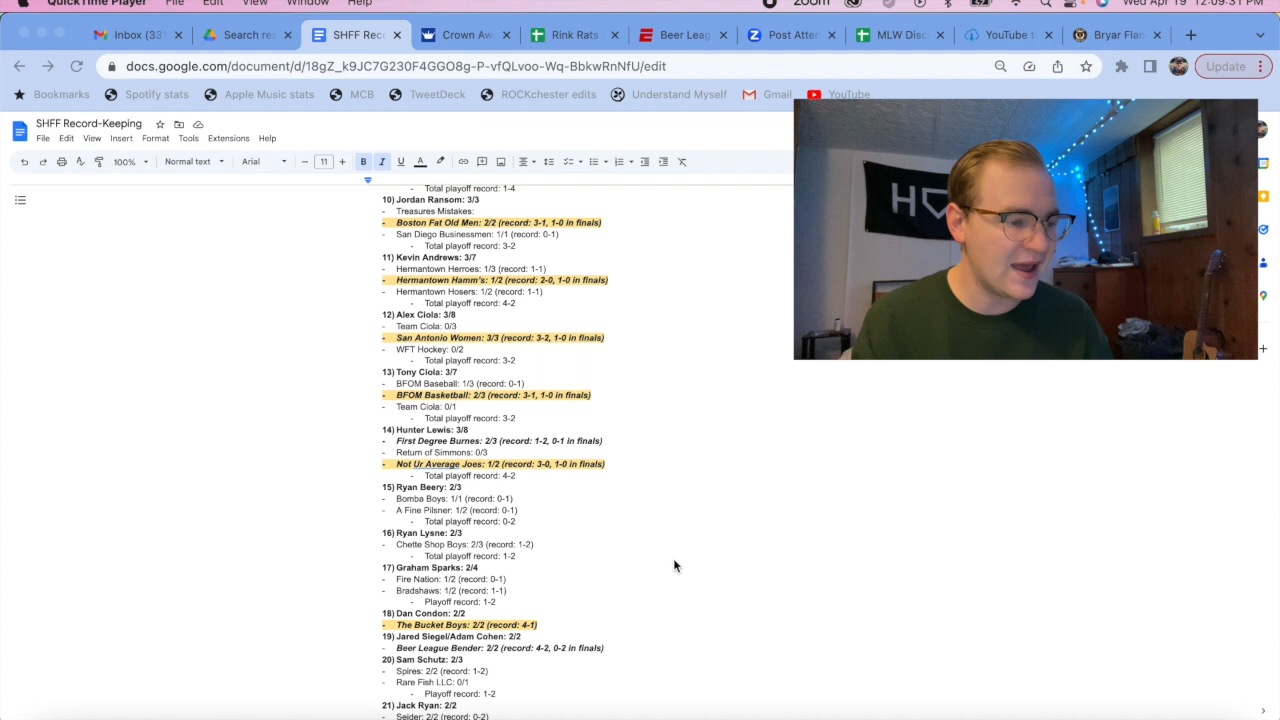 QuickTime Player File Edit View Window Help zoom Wed Apr 19 12:09:31 PM
Inbox (331 Search res SHFF Rec Crown Aw Rink Rats Beer Leag Post Atte MLW Disc YouTube t Bryar Flan
docs.google.com/document/d/18gZ_k9JC7G230F4GGO8g-P-vfQLvoo-Wq-BbkwRnNfU/edit Update
Bookmarks Spotify stats Apple Music stats MCB TweetDeck ROCKchester edits Understand Myself Gmail YouTube
SHFF Record-Keeping
File Edit View Insert Format Tools Extensions Help
100% Normal text Arial 11 B I U A
- Total playoff record: 1-4
10) Jordan Ransom: 3/3
- Treasures Mistakes:
- Boston Fat Old Men: 2/2 (record: 3-1, 1-0 in finals)
- San Diego Businessmen: 1/1 (record: 0-1)
- Total playoff record: 3-2
11) Kevin Andrews: 3/7
- Hermantown Herroes: 1/3 (record: 1-1)
- Hermantown Hamm's: 1/2 (record: 2-0, 1-0 in finals)
- Hermantown Hosers: 1/2 (record: 1-1)
- Total playoff record: 4-2
12) Alex Ciola: 3/8
- Team Ciola: 0/3
- San Antonio Women: 3/3 (record: 3-2, 1-0 in finals)
- WFT Hockey: 0/2
- Total playoff record: 3-2
13) Tony Ciola: 3/7
- BFOM Baseball: 1/3 (record: 0-1)
- BFOM Basketball: 2/3 (record: 3-1, 1-0 in finals)
- Team Ciola: 0/1
- Total playoff record: 3-2
14) Hunter Lewis: 3/8
- First Degree Burnes: 2/3 (record: 1-2, 0-1 in finals)
- Return of Simmons: 0/3
- Not Ur Average Joes: 1/2 (record: 3-0, 1-0 in finals)
- Total playoff record: 4-2
15) Ryan Beery: 2/3
- Bomba Boys: 1/1 (record: 0-1)
- A Fine Pilsner: 1/2 (record: 0-1)
- Total playoff record: 0-2
16) Ryan Lysne: 2/3
- Chette Shop Boys: 2/3 (record: 1-2)
- Total playoff record: 1-2
17) Graham Sparks: 2/4
- Fire Nation: 1/2 (record: 0-1)
- Bradshaws: 1/2 (record: 1-1)
- Playoff record: 1-2
18) Dan Condon: 2/2
- The Bucket Boys: 2/2 (record: 4-1)
19) Jared Siegel/Adam Cohen: 2/2
- Beer League Bender: 2/2 (record: 4-2, 0-2 in finals)
20) Sam Schutz: 2/3
- Spires: 2/2 (record: 1-2)
- Rare Fish LLC: 0/1
- Playoff record: 1-2
21) Jack Ryan: 2/2
- Seider: 2/2 (record: 0-2)